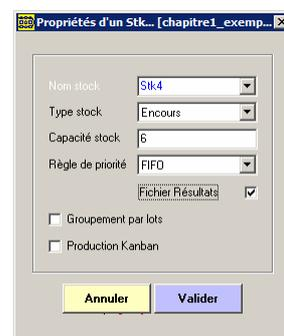 Propriétés d'un Stk... [chapitre1_exemp...
Nom stock Stk4
Type stock Encours
Capacité stock 6
Règle de priorité FIFO
Fichier Résultats
Groupement par lots
Production Kanban
Annuler Valider